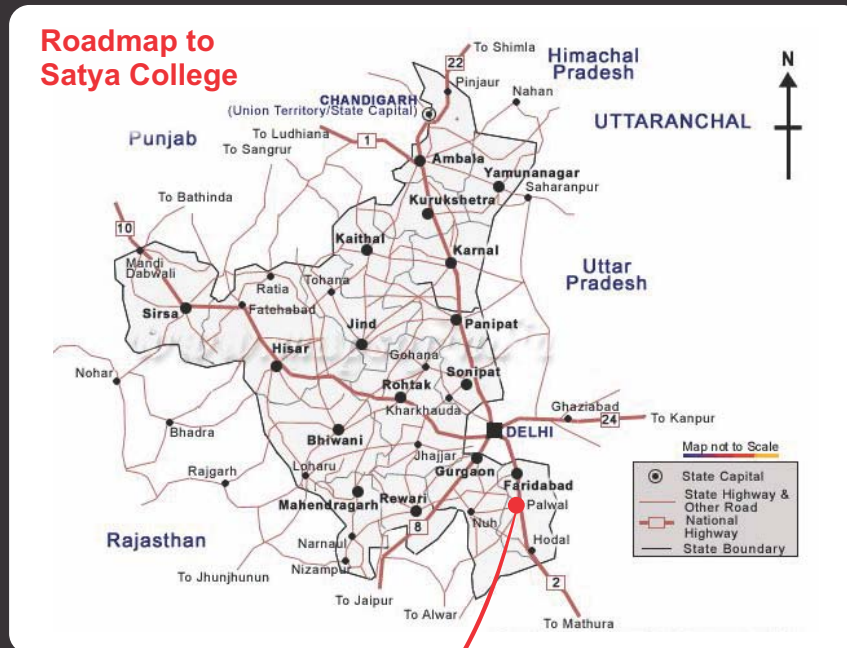 Roadmap to
Satya College
To Shimla
22
Himachal
Pradesh
N
Pinjaur
Nahan
CHANDIGARH
(Union Territory/State Capital)
UTTARANCHAL
Punjab
To Ludhiana
1
To Sangrur
Ambala
Yamunanagar
Saharanpur
To Bathinda
Kurukshetra
10
Kaithal
Karnal
Mandi
Dabwali
Uttar
Pradesh
Ratia
Tohana
Sirsa
Fatehabad
Jind
Panipat
Hisar
Gohana
Sonipat
Nohar
Rohtak
Kharkhauda
Ghaziabad
24
To Kanpur
Bhadra
Bhiwani
DELHI
Jhajjar
Map not to Scale
Rajgarh
Loharu
Gurgaon
Faridabad
State Capital
Mahendragarh
Rewari
Palwal
State Highway &
Other Road
8
Nuh
National
Highway
Rajasthan
Narnaul
Hodal
State Boundary
Nizampur
To Jhunjhunun
2
To Jaipur
To Alwar
To Mathura